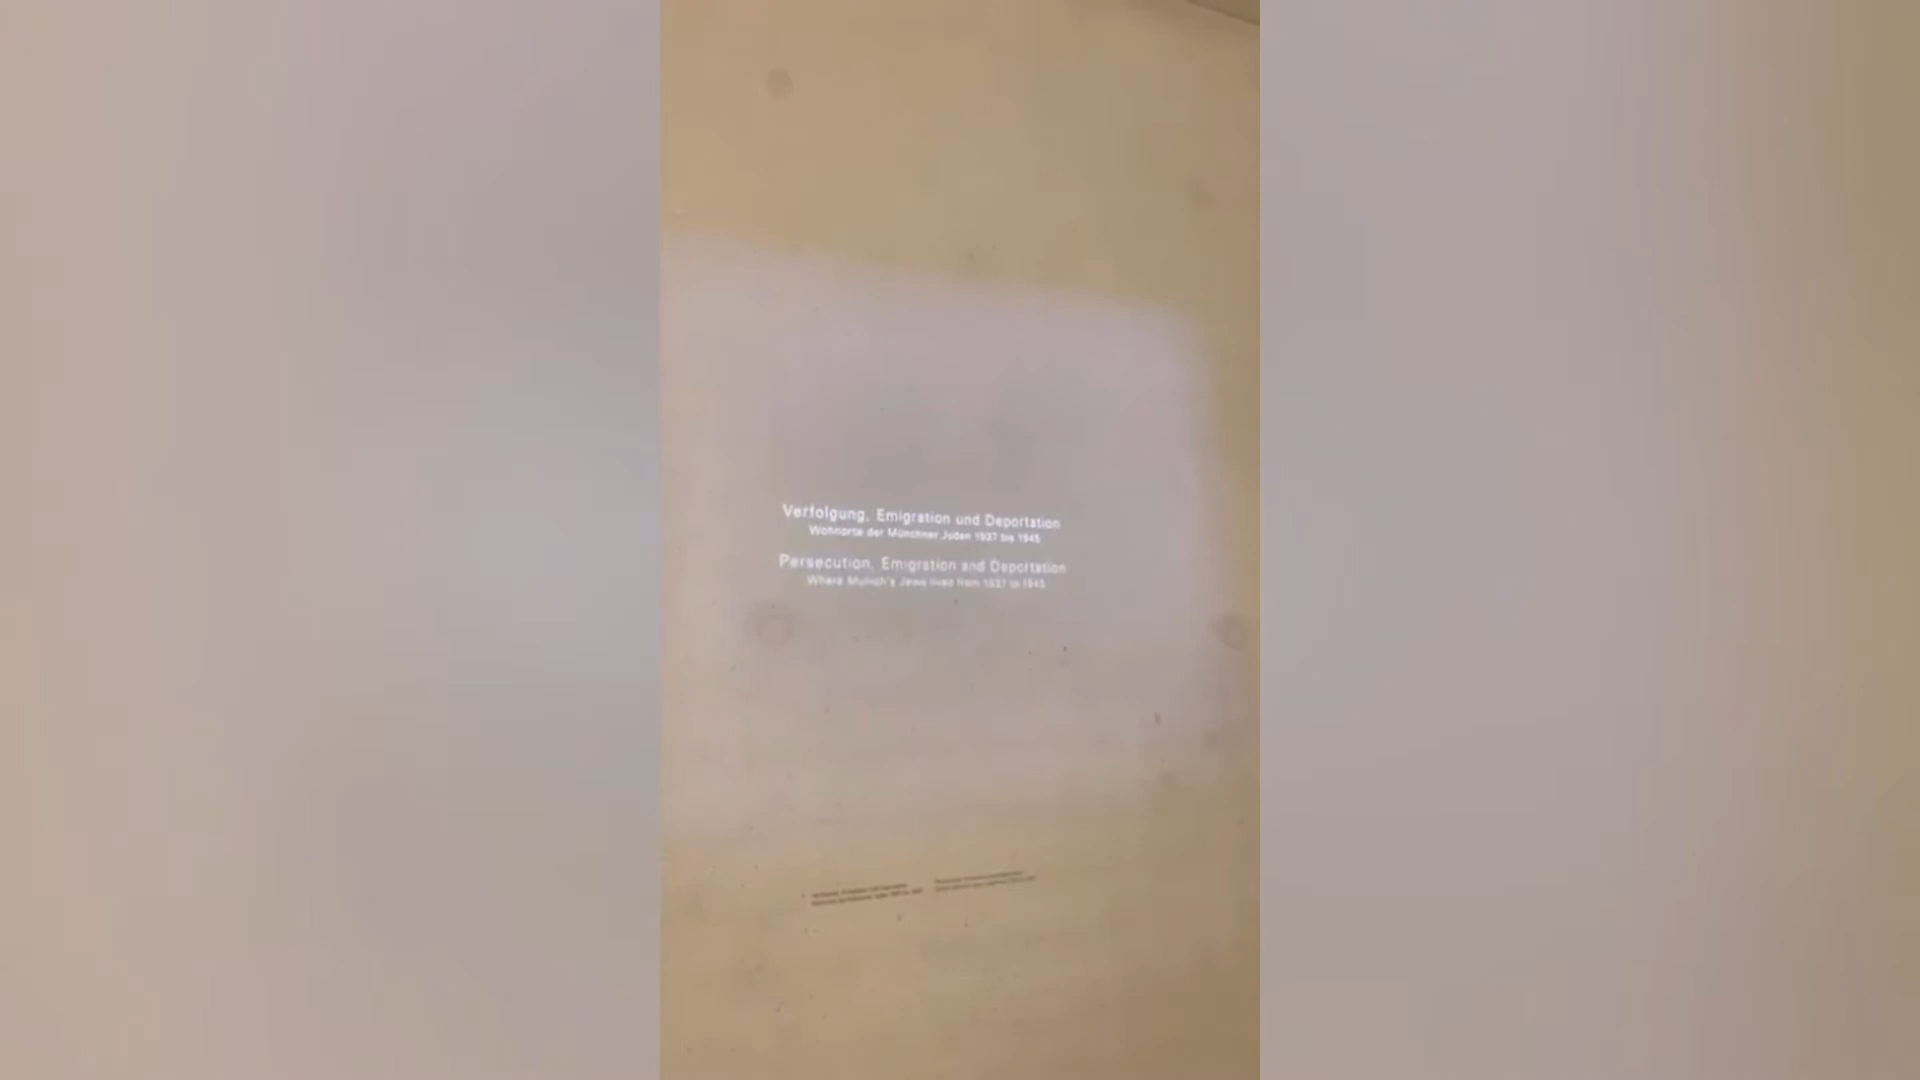 Verfolgung, Emigration und Deportation
Wohnorte der Münchner Juden 1937 bis 1945
Persecution, Emigration and Deportation
Where Munich's Jews lived from 1937 to 1945